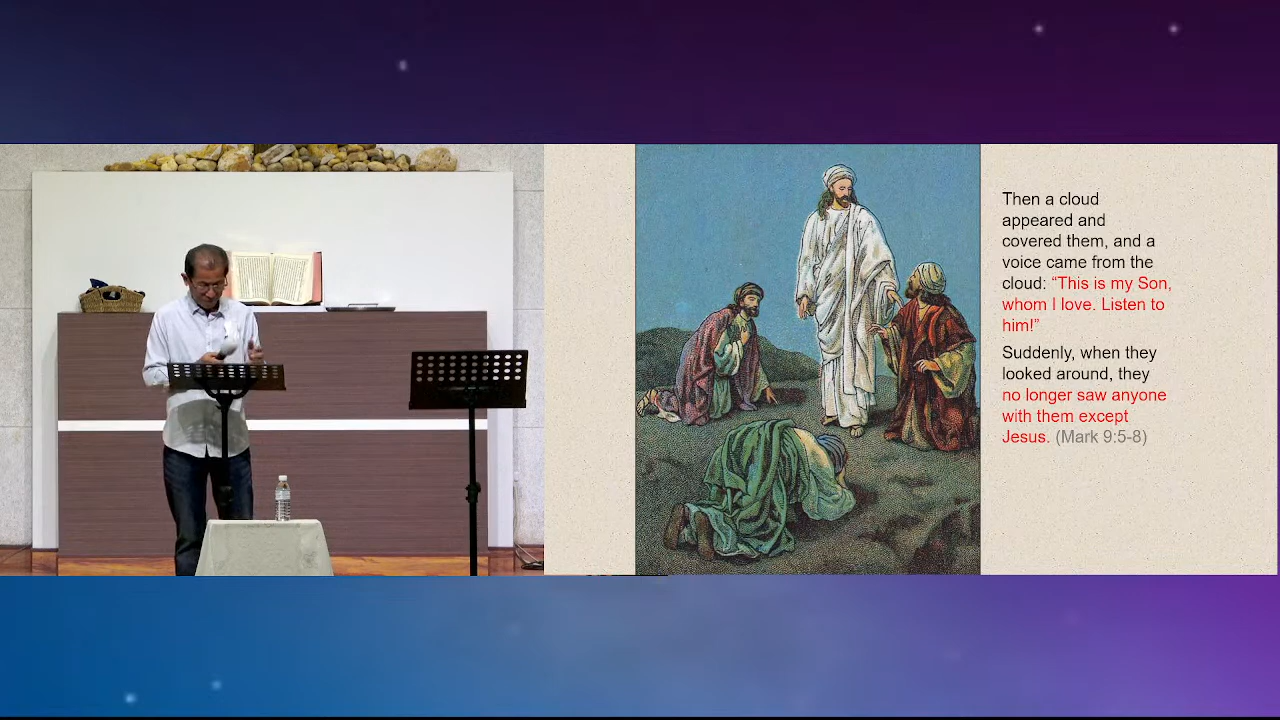 Then a cloud
appeared and
covered them, and a
voice came from the
cloud: “This is my Son,
whom I love. Listen to
him!”
Suddenly, when they
looked around, they
no longer saw anyone
with them except
Jesus. (Mark 9:5-8)